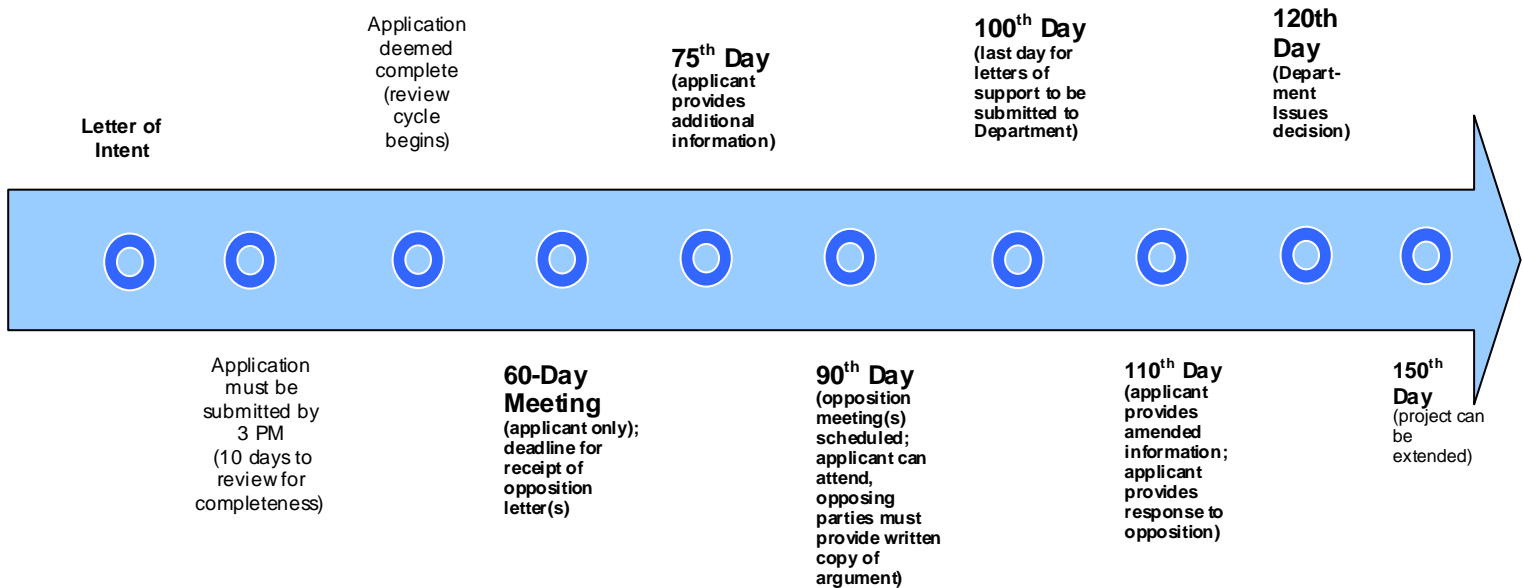 Letter of
Intent
Application
must be
submitted by
3 PM
(10 days to
review for
completeness)
Application
deemed
complete
(review
cycle
begins)
60-Day
Meeting
(applicant only);
deadline for
receipt of
opposition
letter(s)
75th Day
(applicant
provides
additional
information)
90th Day
(opposition
meeting(s)
scheduled;
applicant can
attend,
opposing
parties must
provide written
copy of
argument)
100th Day
(last day for
letters of
support to be
submitted to
Department)
110th Day
(applicant
provides
amended
information;
applicant
provides
response to
opposition)
120th
Day
(Depart-
ment
Issues
decision)
150th
Day
(project can
be
extended)